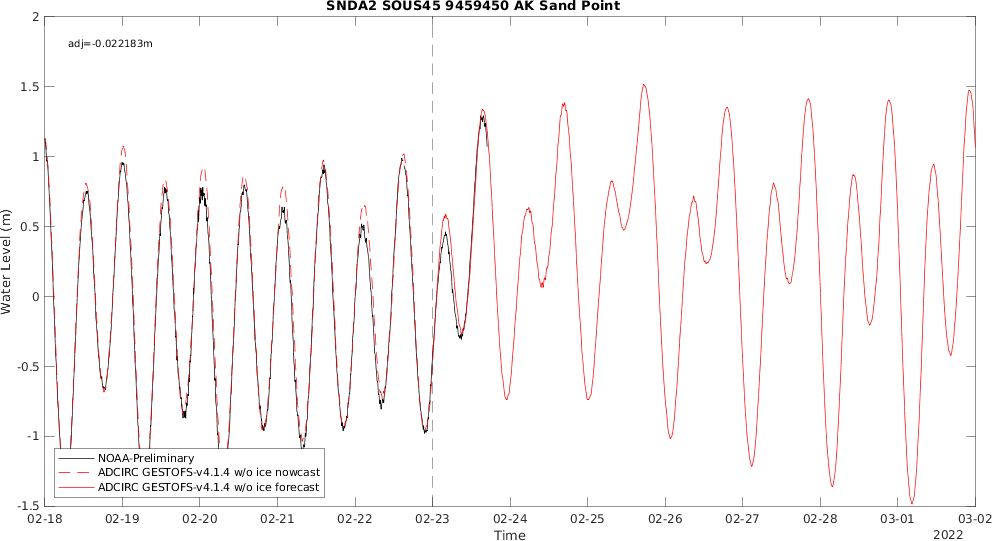 SNDA2 SOUS45 9459450 AK Sand Point
adj=-0.022183m
2
1.5
1
0.5
0
-0.5
-1
-1.5
Water Level (m)
NOAA-Preliminary
ADCIRC GESTOFS-v4.1.4 w/o ice nowcast
ADCIRC GESTOFS-v4.1.4 w/o ice forecast
02-18 02-19 02-20 02-21 02-22 02-23 02-24 02-25 02-26 02-27 02-28 03-01 03-02
Time
2022